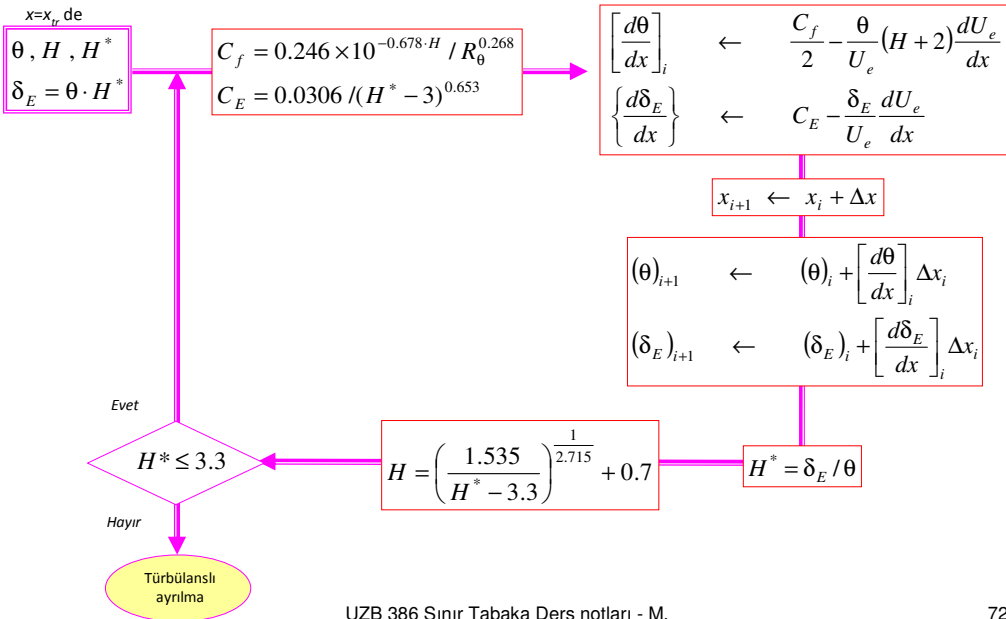 x=x_tr de
θ , H , H*
δ_E = θ · H*
C_f = 0.246 ×10^{-0.678·H} / R_θ^{0.268}
C_E = 0.0306 /(H* − 3)^{0.653}
[dθ/dx]_i ← C_f/2 − θ/U_e (H + 2) dU_e/dx
{dδ_E/dx} ← C_E − δ_E/U_e dU_e/dx
x_{i+1} ← x_i + Δx
(θ)_{i+1} ← (θ)_i + [dθ/dx]_i Δx_i
(δ_E)_{i+1} ← (δ_E)_i + [dδ_E/dx]_i Δx_i
H* = δ_E / θ
H = (1.535/(H* − 3.3))^{1/2.715} + 0.7
Evet
H* ≤ 3.3
Hayır
Türbülanslı
ayrılma
UZB 386 Sınır Tabaka Ders notları - M.
72